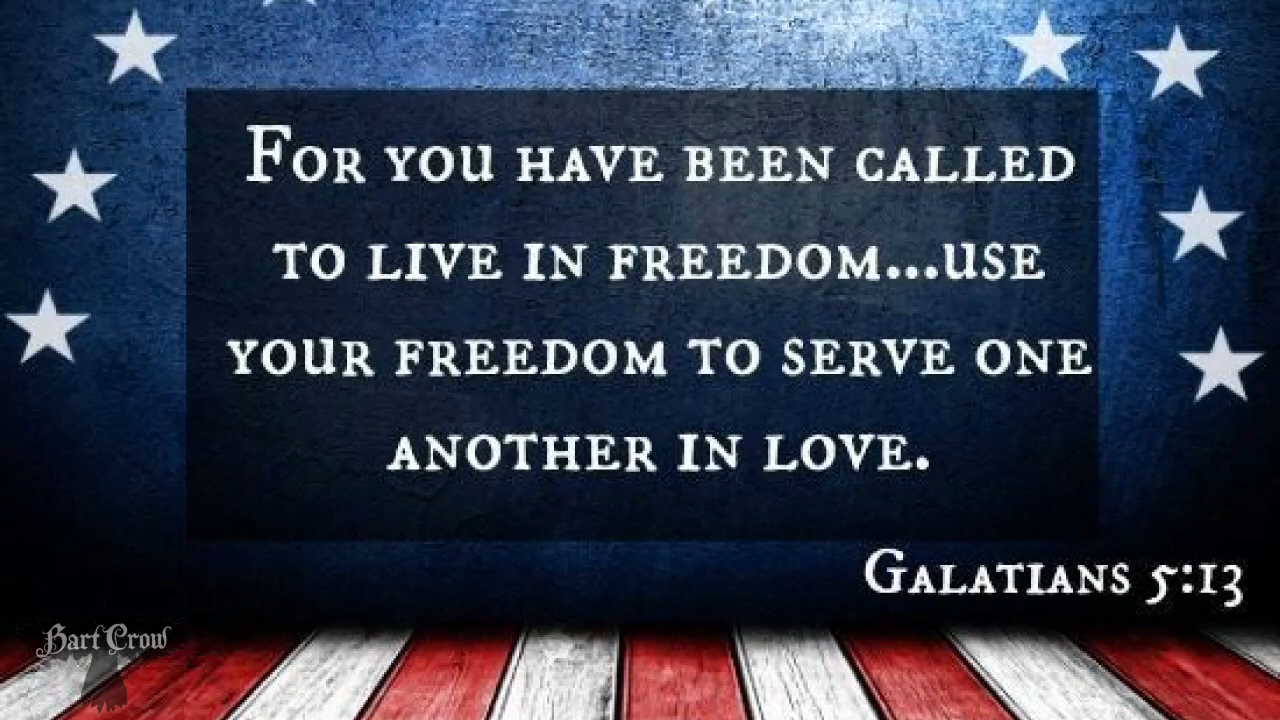 For you have been called
to live in freedom...use
your freedom to serve one
another in love.
Galatians 5:13
Bart Crow